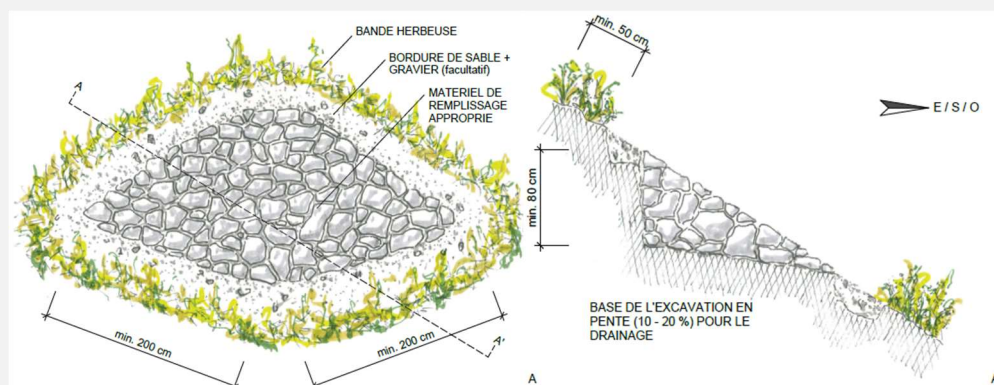 BANDE HERBEUSE
BORDURE DE SABLE +
GRAVIER (facultatif)
MATERIEL DE
REMPLISSAGE
APPROPRIE
A
A'
min. 200 cm
min. 200 cm
min. 50 cm
min. 80 cm
E / S / O
BASE DE L'EXCAVATION EN
PENTE (10 - 20 %) POUR LE
DRAINAGE
A